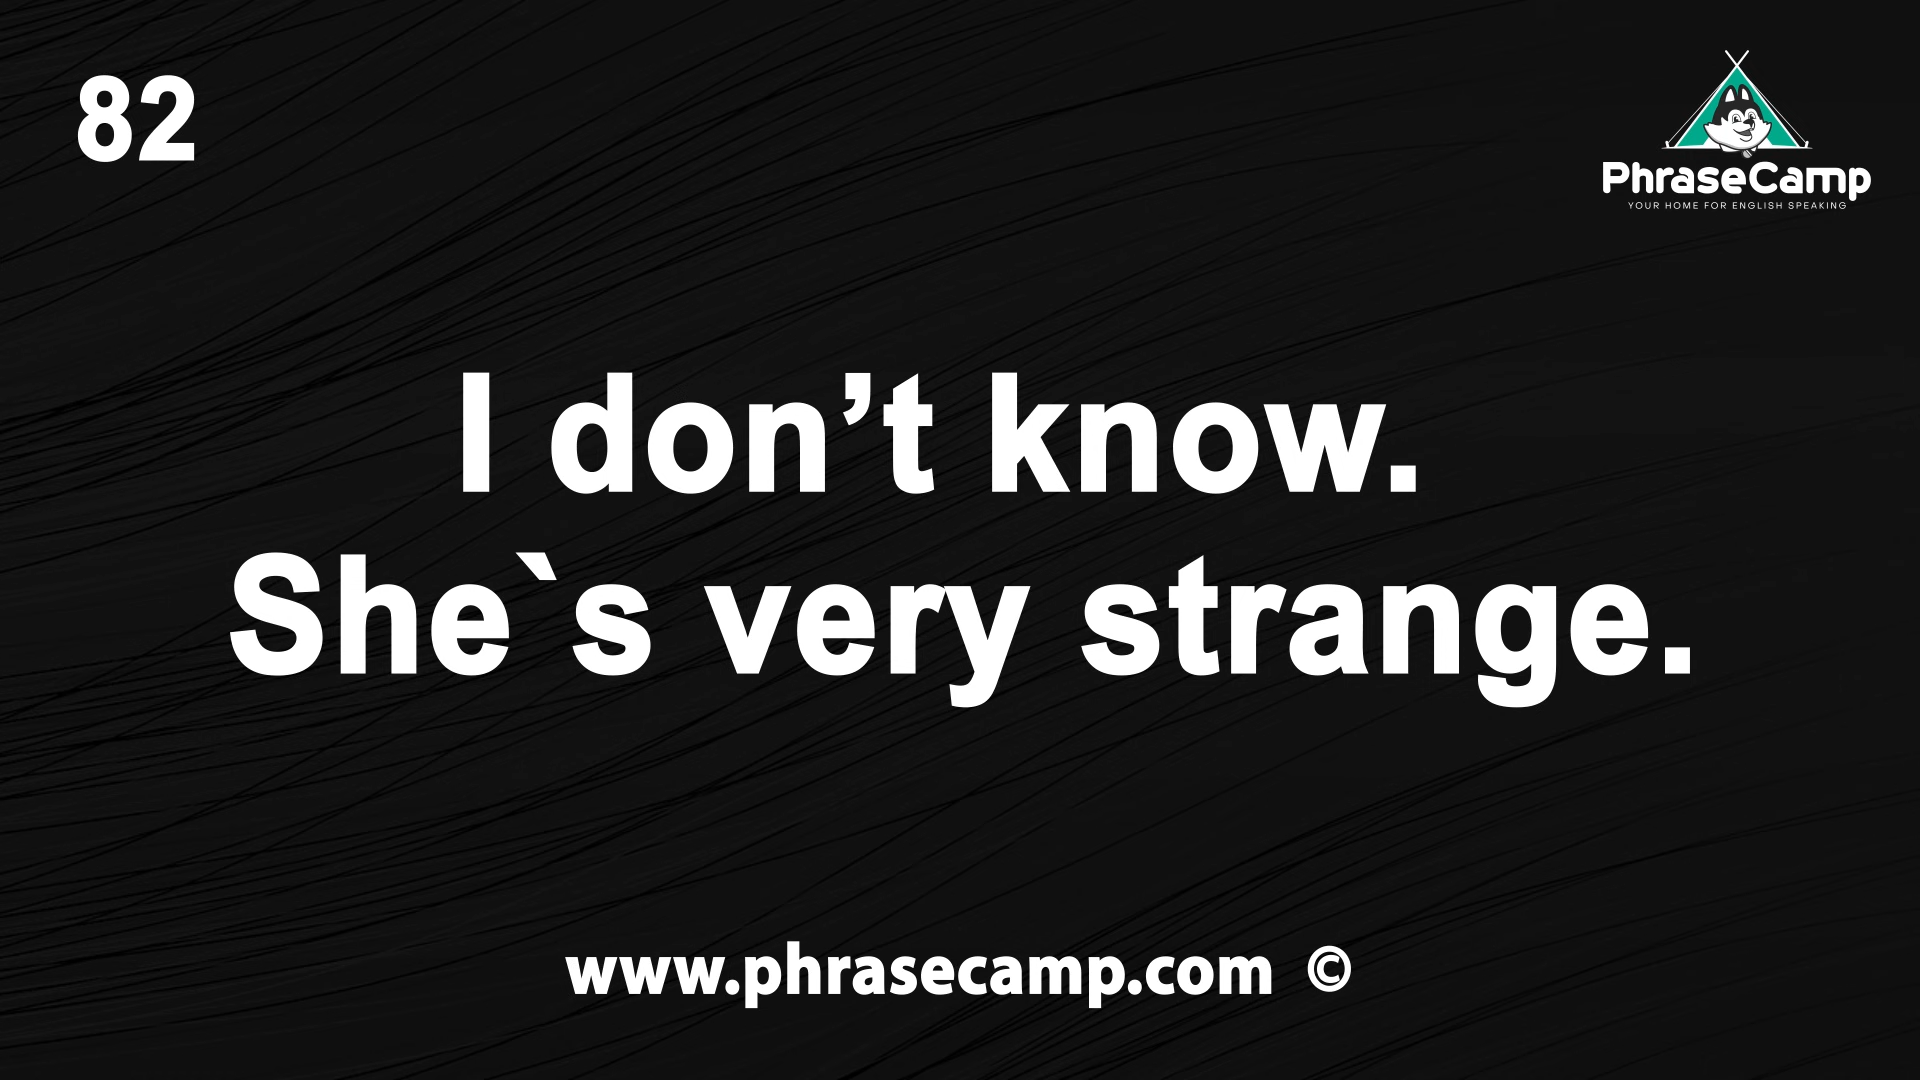 82
PhraseCamp
YOUR HOME FOR ENGLISH SPEAKING
I don’t know.
She`s very strange.
www.phrasecamp.com ©